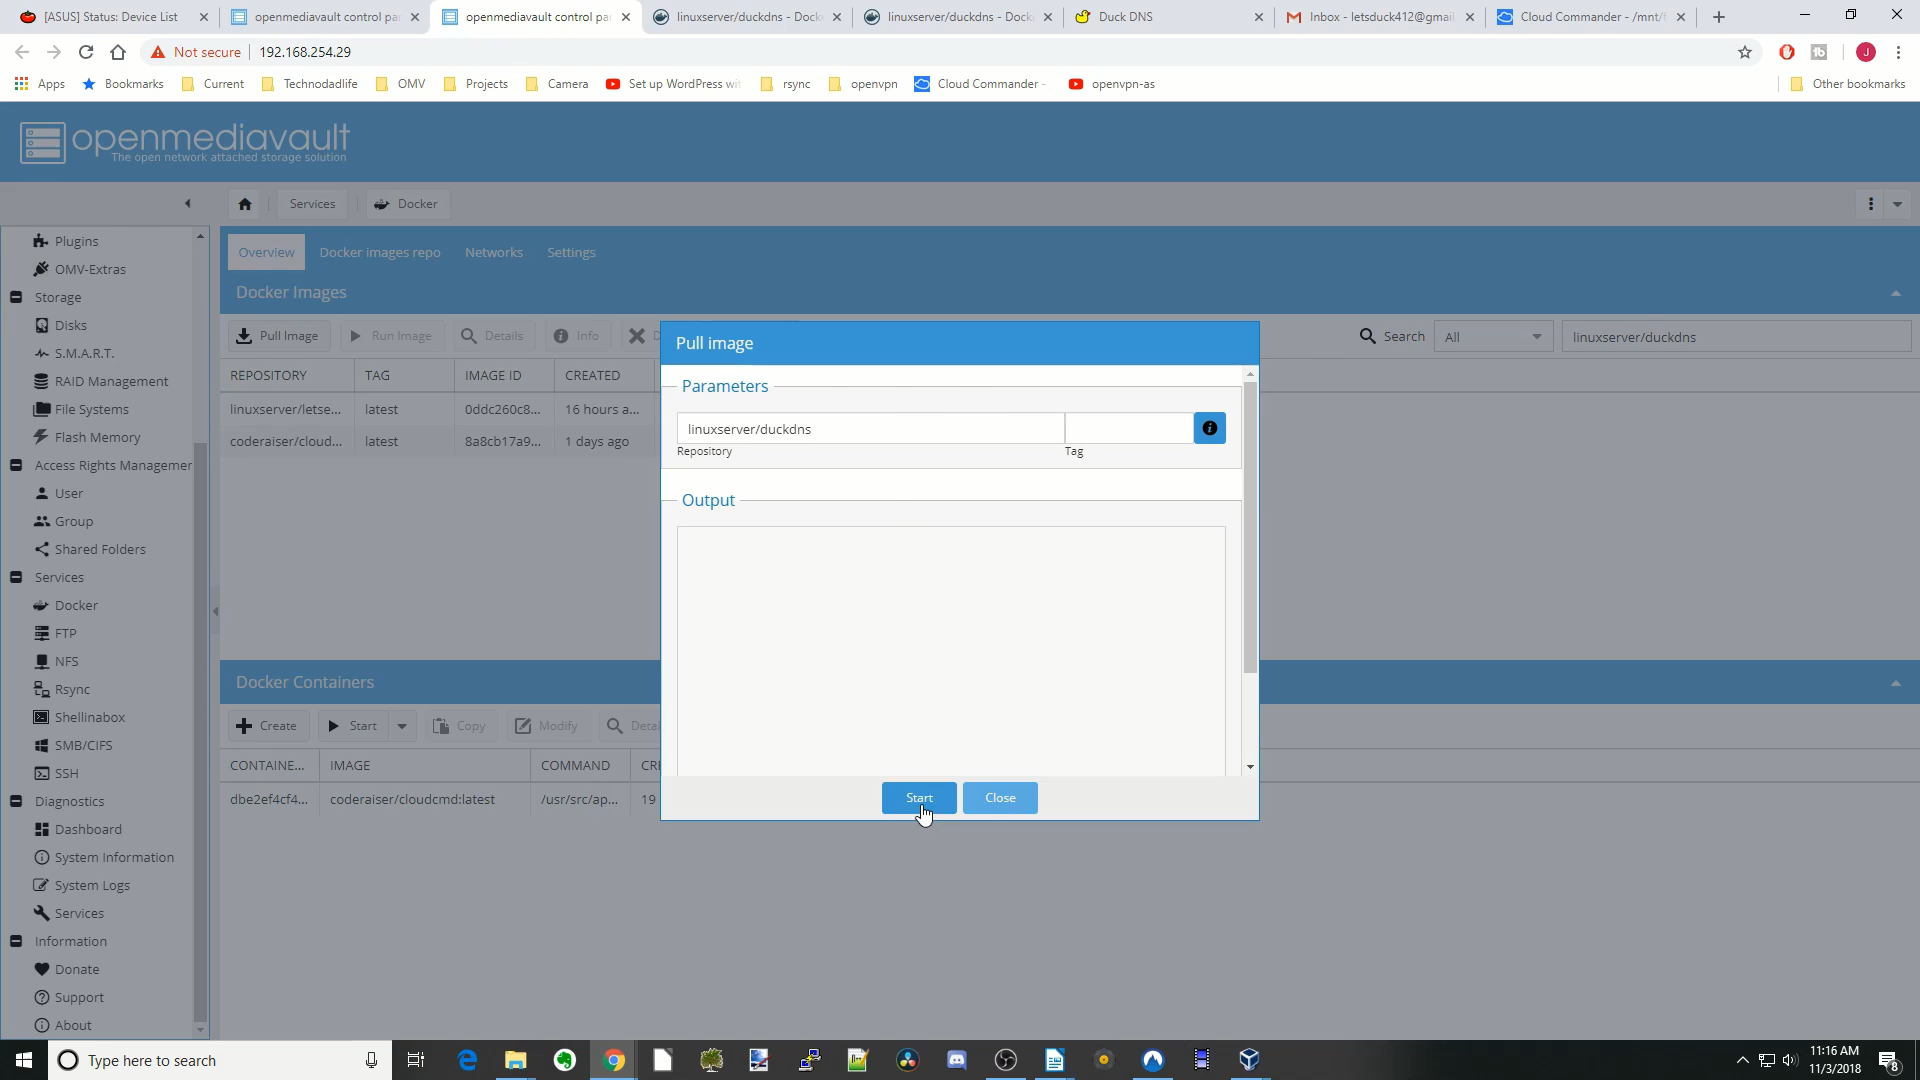 [ASUS] Status: Device List
openmediavault control pa
openmediavault control pa
linuxserver/duckdns - Dock
linuxserver/duckdns - Dock
Duck DNS
Inbox - letsduck412@gmail
Cloud Commander - /mnt/
Not secure
192.168.254.29
Apps
Bookmarks
Current
Technodadlife
OMV
Projects
Camera
Set up WordPress wit
rsync
openvpn
Cloud Commander -
openvpn-as
Other bookmarks
openmediavault
The open network attached storage solution
Services
Docker
Plugins
OMV-Extras
Storage
Disks
S.M.A.R.T.
RAID Management
File Systems
Flash Memory
Access Rights Managemen
User
Group
Shared Folders
Services
Docker
FTP
NFS
Rsync
Shellinabox
SMB/CIFS
SSH
Diagnostics
Dashboard
System Information
System Logs
Services
Information
Donate
Support
About
Overview
Docker images repo
Networks
Settings
Docker Images
Pull Image
Run Image
Details
Info
D
Search
All
linuxserver/duckdns
REPOSITORY
TAG
IMAGE ID
CREATED
linuxserver/letse...
latest
0ddc260c8...
16 hours a...
coderaiser/cloud...
latest
8a8cb17a9...
1 days ago
Pull image
Parameters
linuxserver/duckdns
Repository
Tag
Output
Start
Close
Docker Containers
Create
Start
Copy
Modify
Detai
CONTAINE...
IMAGE
COMMAND
CRE
dbe2ef4cf4...
coderaiser/cloudcmd:latest
/usr/src/ap...
19
Type here to search
11:16 AM
11/3/2018
8